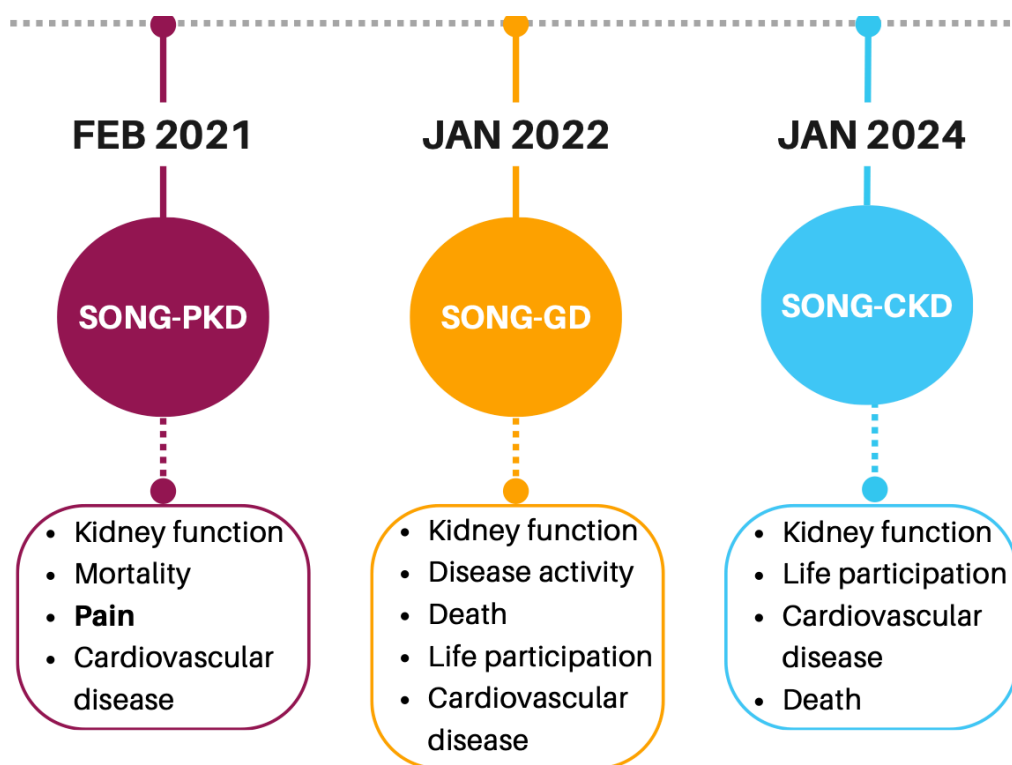 FEB 2021
SONG-PKD
• Kidney function
• Mortality
• Pain
• Cardiovascular
disease
JAN 2022
SONG-GD
• Kidney function
• Disease activity
• Death
• Life participation
• Cardiovascular
disease
JAN 2024
SONG-CKD
• Kidney function
• Life participation
• Cardiovascular
disease
• Death